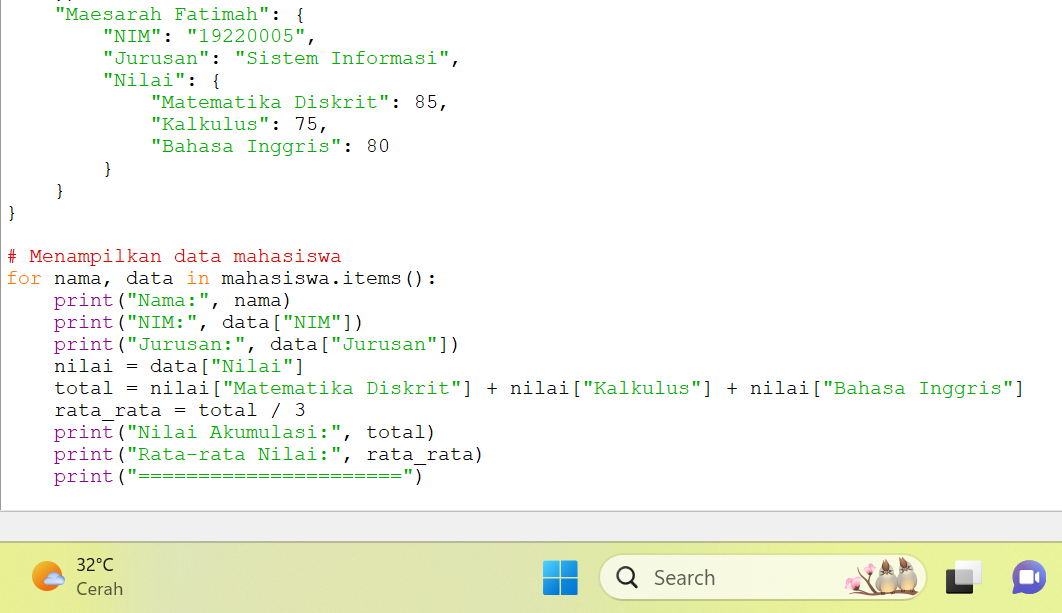 "Maesarah Fatimah": {
"NIM": "19220005",
"Jurusan": "Sistem Informasi",
"Nilai": {
"Matematika Diskrit": 85,
"Kalkulus": 75,
"Bahasa Inggris": 80
}
}
}
# Menampilkan data mahasiswa
for nama, data in mahasiswa.items():
print("Nama:", nama)
print("NIM:", data["NIM"])
print("Jurusan:", data["Jurusan"])
nilai = data["Nilai"]
total = nilai["Matematika Diskrit"] + nilai["Kalkulus"] + nilai["Bahasa Inggris"]
rata_rata = total / 3
print("Nilai Akumulasi:", total)
print("Rata-rata Nilai:", rata_rata)
print("======================")
32°C
Cerah
Search